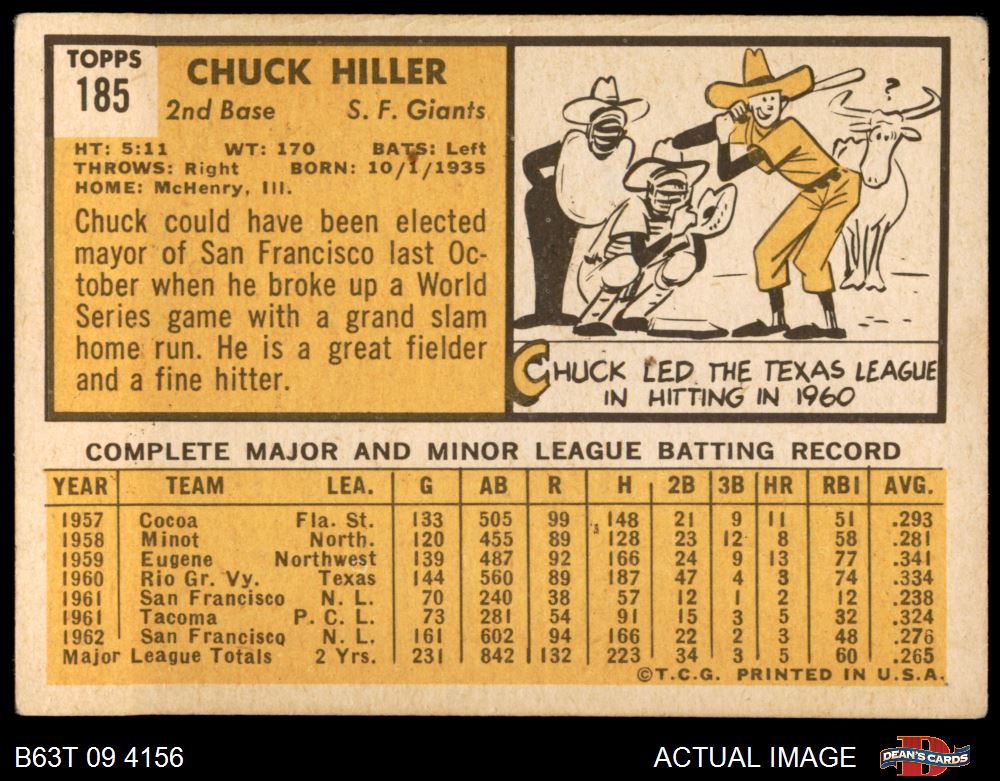 TOPPS
185
CHUCK HILLER
2nd Base S. F. Giants
HT: 5:11 WT: 170 BATS: Left
THROWS: Right BORN: 10/1/1935
HOME: McHenry, Ill.
Chuck could have been elected
mayor of San Francisco last Oc-
tober when he broke up a World
Series game with a grand slam
home run. He is a great fielder
and a fine hitter.
?
CHUCK LED THE TEXAS LEAGUE
IN HITTING IN 1960
COMPLETE MAJOR AND MINOR LEAGUE BATTING RECORD
YEAR TEAM LEA. G AB R H 2B 3B HR RBI AVG.
1957 Cocoa Fla. St. 133 505 99 148 21 9 11 51 .293
1958 Minot North. 120 455 89 128 23 12 8 58 .281
1959 Eugene Northwest 139 487 92 166 24 9 13 77 .341
1960 Rio Gr. Vy. Texas 144 560 89 187 47 4 3 74 .334
1961 San Francisco N. L. 70 240 38 57 12 1 2 12 .238
1961 Tacoma P. C. L. 73 281 54 91 15 3 5 32 .324
1962 San Francisco N. L. 161 602 94 166 22 2 3 48 .276
Major League Totals 2 Yrs. 231 842 132 223 34 3 5 60 .265
©T.C.G. PRINTED IN U.S.A.
B63T 09 4156 ACTUAL IMAGE DEAN'S CARDS